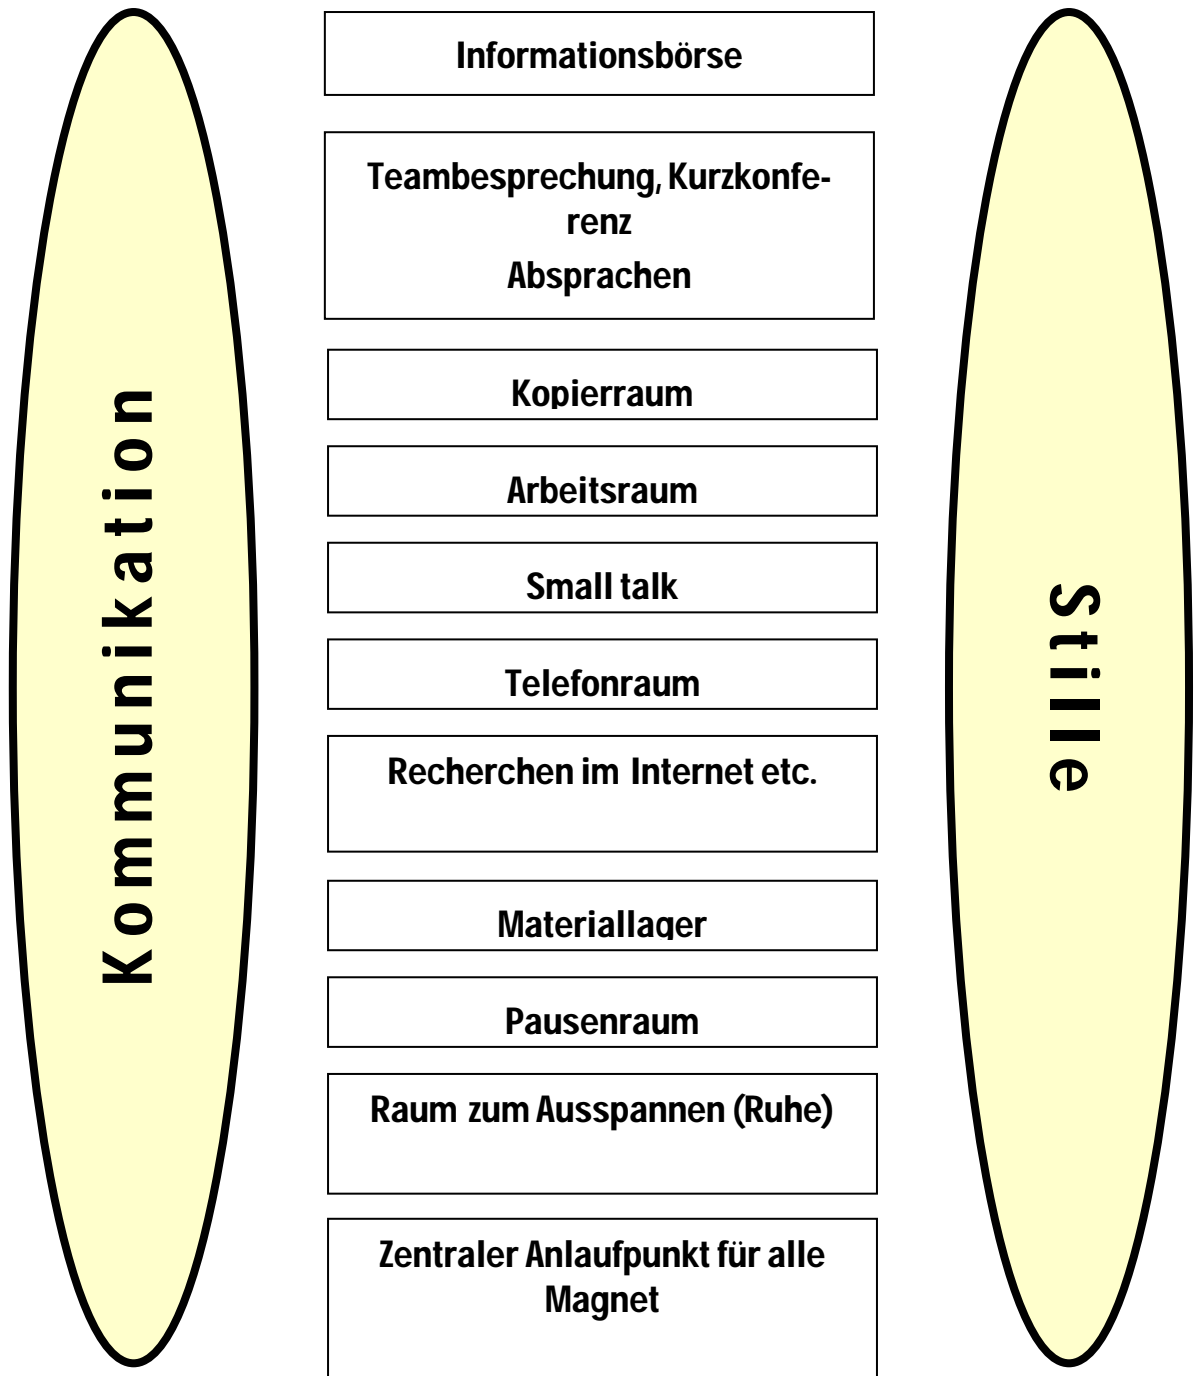 Kommunikation
Informationsbörse
Teambesprechung, Kurzkonfe-
renz
Absprachen
Kopierraum
Arbeitsraum
Small talk
Telefonraum
Recherchen im Internet etc.
Materiallager
Pausenraum
Raum zum Ausspannen (Ruhe)
Zentraler Anlaufpunkt für alle
Magnet
Stille